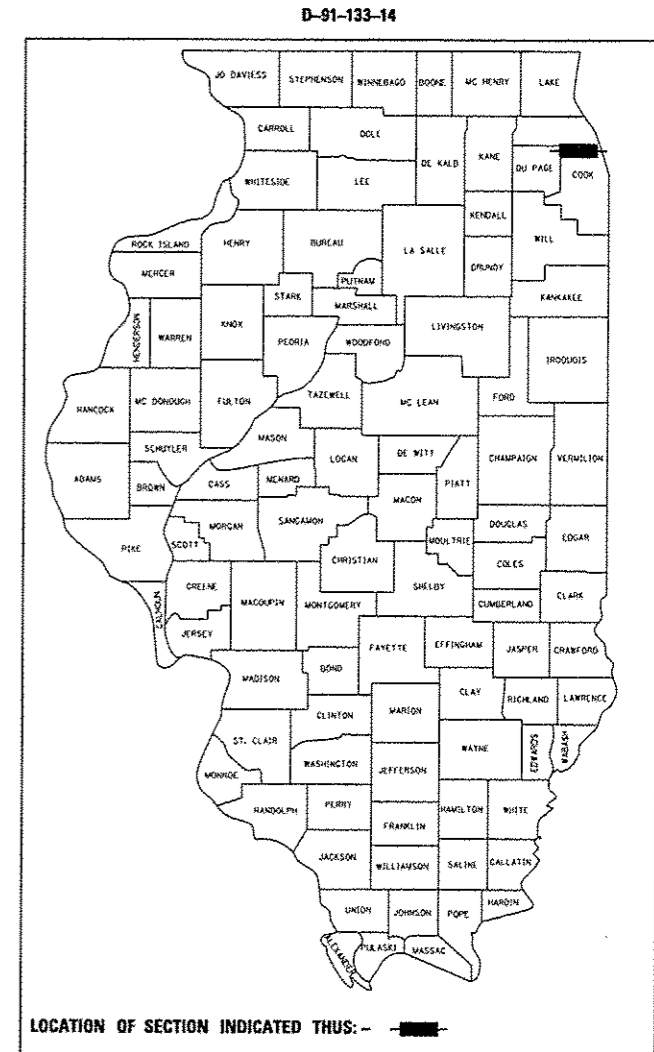 D-91-133-14
JO DAVIESS STEPHENSON WINNEBAGO BOONE MC HENRY LAKE
CARROLL OGLE
DE KALB KANE DU PAGE COOK
WHITESIDE LEE
KENDALL
ROCK ISLAND HENRY BUREAU LA SALLE WILL
MERCER PUTNAM GRUNDY
STARK MARSHALL KANKAKEE
HENDERSON WARREN KNOX PEORIA WOODFORD LIVINGSTON IROQUOIS
HANCOCK MC DONOUGH FULTON TAZEWELL MC LEAN FORD
MASON
SCHUYLER LOGAN DE WITT CHAMPAIGN VERMILION
ADAMS BROWN CASS MENARD PIATT
MACON
MORGAN SANGAMON DOUGLAS
PIKE SCOTT MOULTRIE EDGAR
CHRISTIAN COLES
CALHOUN GREENE MACOUPIN MONTGOMERY SHELBY CUMBERLAND CLARK
JERSEY FAYETTE EFFINGHAM JASPER CRAWFORD
MADISON BOND
CLAY RICHLAND LAWRENCE
CLINTON MARION
ST. CLAIR WAYNE EDWARDS WABASH
MONROE WASHINGTON JEFFERSON
RANDOLPH PERRY HAMILTON WHITE
FRANKLIN
JACKSON WILLIAMSON SALINE GALLATIN
HARDIN
UNION JOHNSON POPE
ALEXANDER PULASKI MASSAC
LOCATION OF SECTION INDICATED THUS: -